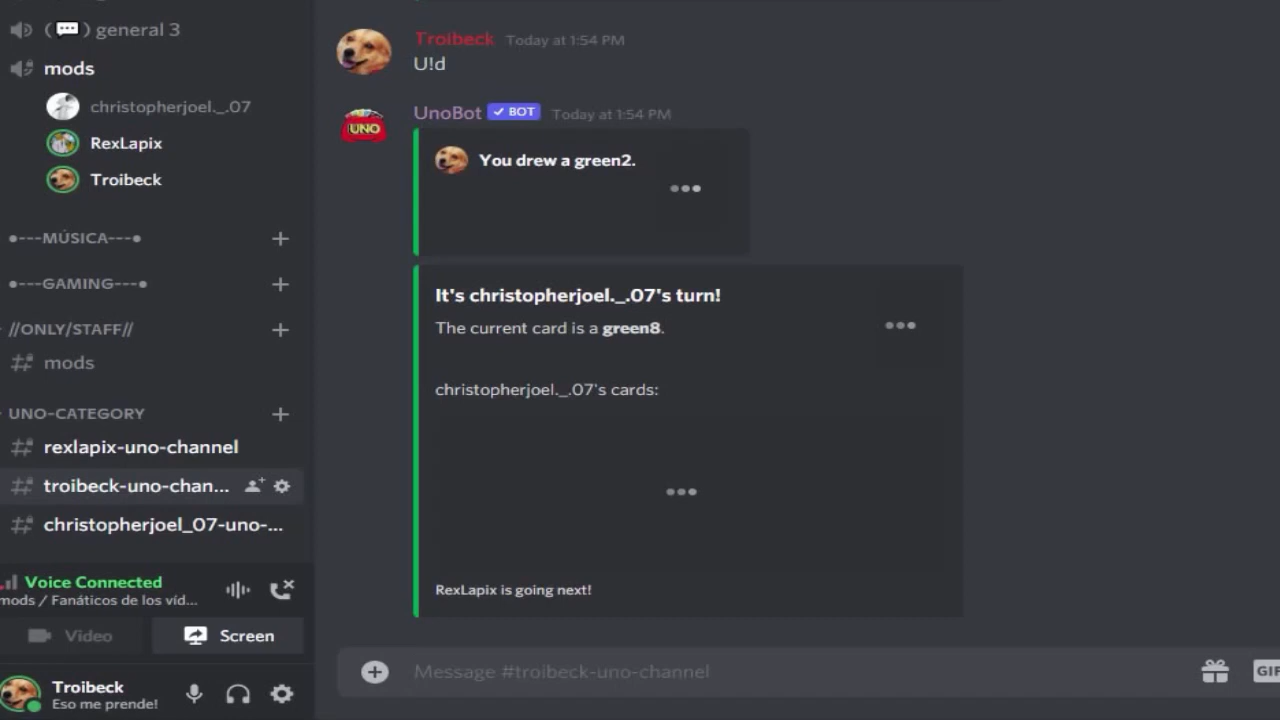 ( 💬 ) general 3
mods
christopherjoel._.07
RexLapix
Troibeck
●---MÚSICA---●
●---GAMING---●
//ONLY/STAFF//
mods
UNO-CATEGORY
rexlapix-uno-channel
troibeck-uno-chan...
christopherjoel_07-uno-...
Voice Connected
mods / Fanáticos de los víd...
Video
Screen
Troibeck
Eso me prende!
Troibeck Today at 1:54 PM
U!d
UNO
UnoBot ✓ BOT Today at 1:54 PM
You drew a green2.
It's christopherjoel._.07's turn!
The current card is a green8.
christopherjoel._.07's cards:
RexLapix is going next!
Message #troibeck-uno-channel
GIF